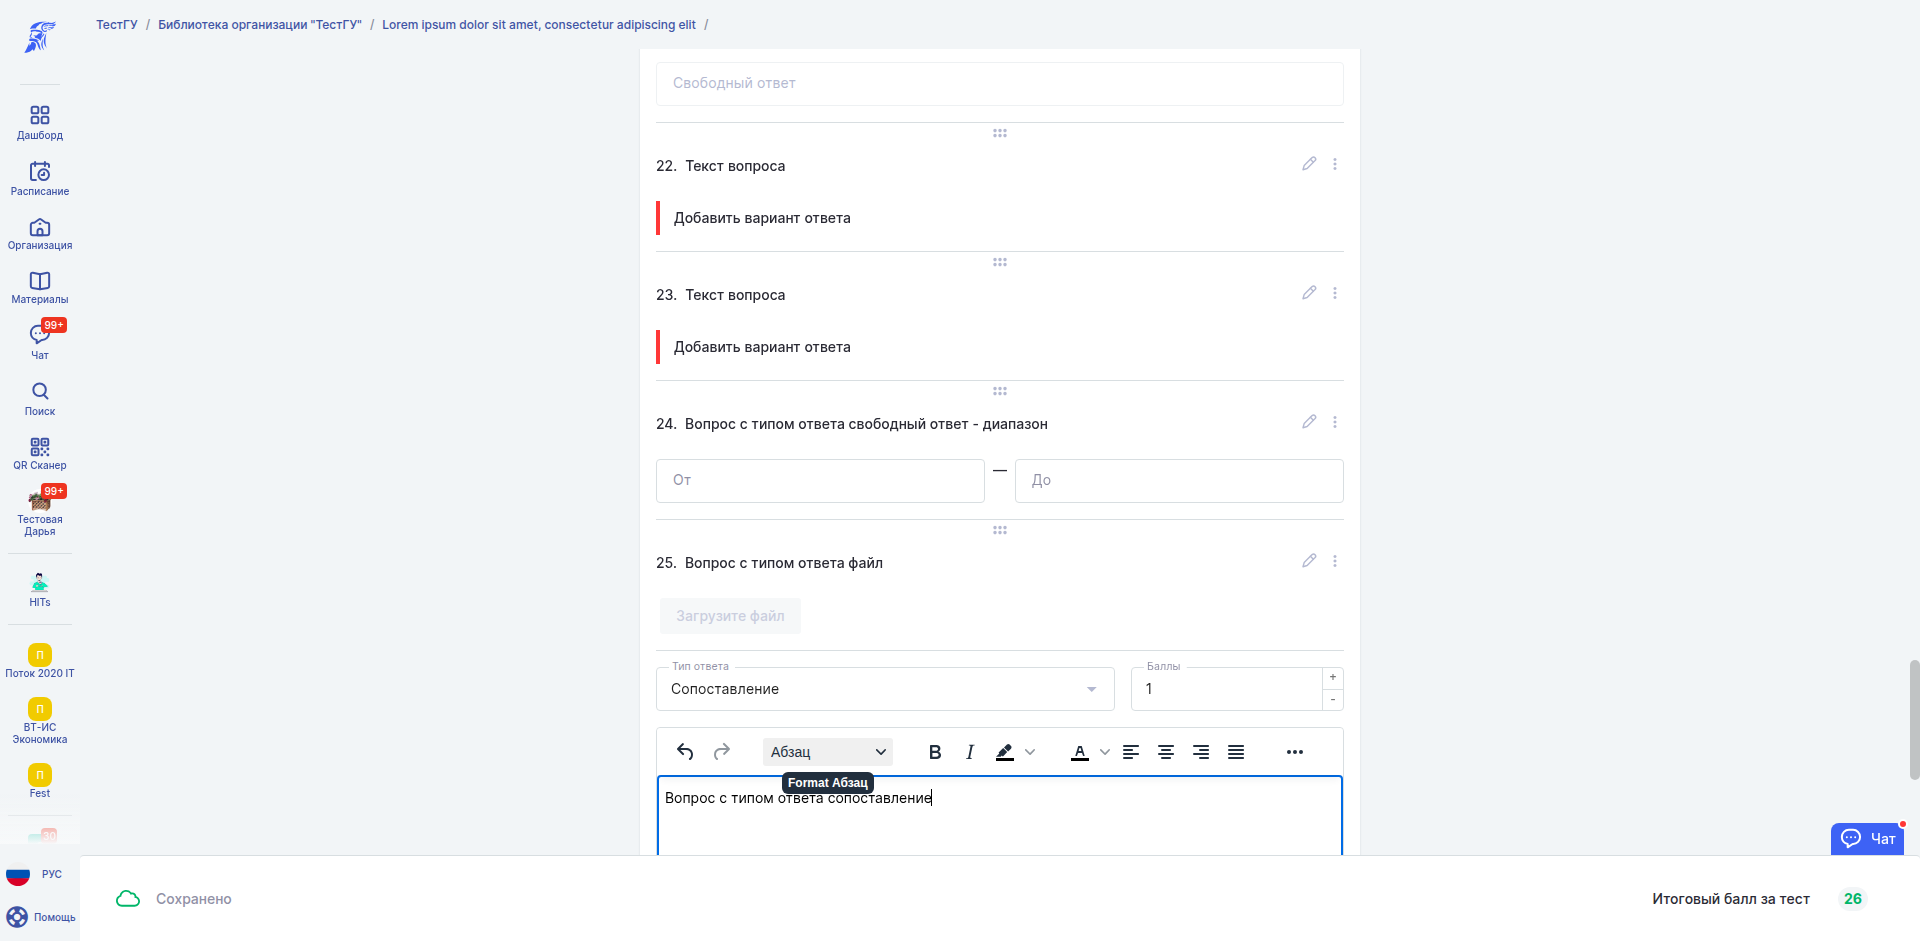 ТестГУ / Библиотека организации "ТестГУ" / Lorem ipsum dolor sit amet, consectetur adipiscing elit /
Дашборд
Расписание
Организация
Материалы
99+
Чат
Поиск
QR Сканер
99+
Тестовая
Дарья
HITs
П
Поток 2020 IT
П
ВТ-ИС
Экономика
П
Fest
30
РУС
Помощь
Свободный ответ
22. Текст вопроса
Добавить вариант ответа
23. Текст вопроса
Добавить вариант ответа
24. Вопрос с типом ответа свободный ответ - диапазон
От — До
25. Вопрос с типом ответа файл
Загрузите файл
Тип ответа
Сопоставление
Баллы
1
+
-
Абзац B I A
Format Абзац
Вопрос с типом ответа сопоставление
Чат
Сохранено
Итоговый балл за тест 26